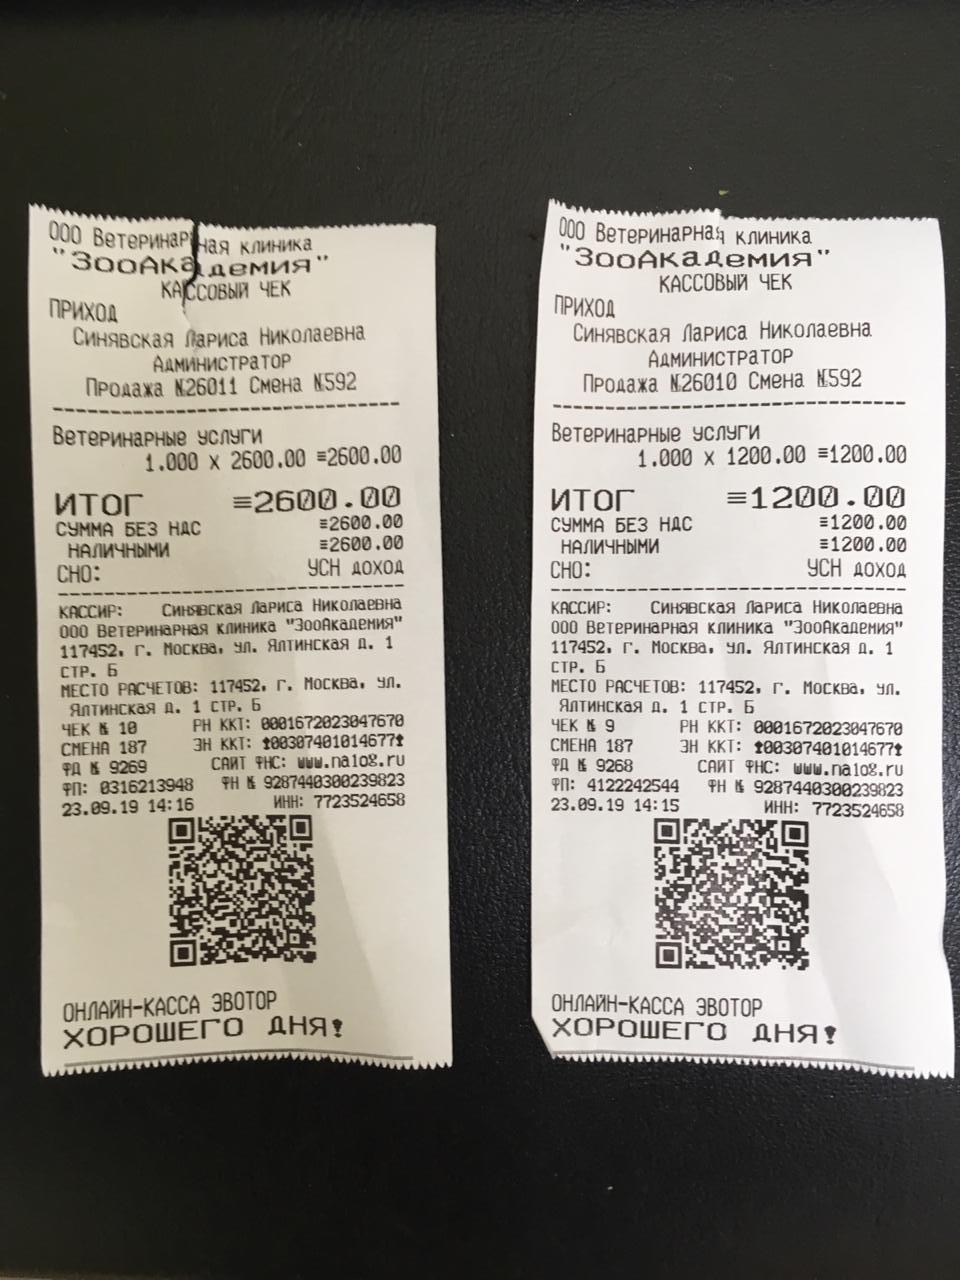 ООО Ветеринарная клиника
"ЗооАкадемия"
КАССОВЫЙ ЧЕК
ПРИХОД
Синявская Лариса Николаевна
Администратор
Продажа №26011 Смена №592
Ветеринарные услуги
1.000 X 2600.00 ≡2600.00
ИТОГ ≡2600.00
СУММА БЕЗ НДС ≡2600.00
НАЛИЧНЫМИ ≡2600.00
СНО: УСН доход
КАССИР: Синявская Лариса Николаевна
ООО Ветеринарная клиника "ЗооАкадемия"
117452, г. Москва, ул. Ялтинская д. 1
стр. Б
МЕСТО РАСЧЕТОВ: 117452, г. Москва, ул.
Ялтинская д. 1 стр. Б
ЧЕК № 10 РН ККТ: 0001672023047670
СМЕНА 187 ЗН ККТ: ↕00307401014677↕
ФД № 9269 САЙТ ФНС: www.nalog.ru
ФП: 0316213948 ФН № 9287440300239823
23.09.19 14:16 ИНН: 7723524658
ОНЛАЙН-КАССА ЭВОТОР
ХОРОШЕГО ДНЯ!
ООО Ветеринарная клиника
"ЗооАкадемия"
КАССОВЫЙ ЧЕК
ПРИХОД
Синявская Лариса Николаевна
Администратор
Продажа №26010 Смена №592
Ветеринарные услуги
1.000 X 1200.00 ≡1200.00
ИТОГ ≡1200.00
СУММА БЕЗ НДС ≡1200.00
НАЛИЧНЫМИ ≡1200.00
СНО: УСН доход
КАССИР: Синявская Лариса Николаевна
ООО Ветеринарная клиника "ЗооАкадемия"
117452, г. Москва, ул. Ялтинская д. 1
стр. Б
МЕСТО РАСЧЕТОВ: 117452, г. Москва, ул.
Ялтинская д. 1 стр. Б
ЧЕК № 9 РН ККТ: 0001672023047670
СМЕНА 187 ЗН ККТ: ↕00307401014677↕
ФД № 9268 САЙТ ФНС: www.nalog.ru
ФП: 4122242544 ФН № 9287440300239823
23.09.19 14:15 ИНН: 7723524658
ОНЛАЙН-КАССА ЭВОТОР
ХОРОШЕГО ДНЯ!